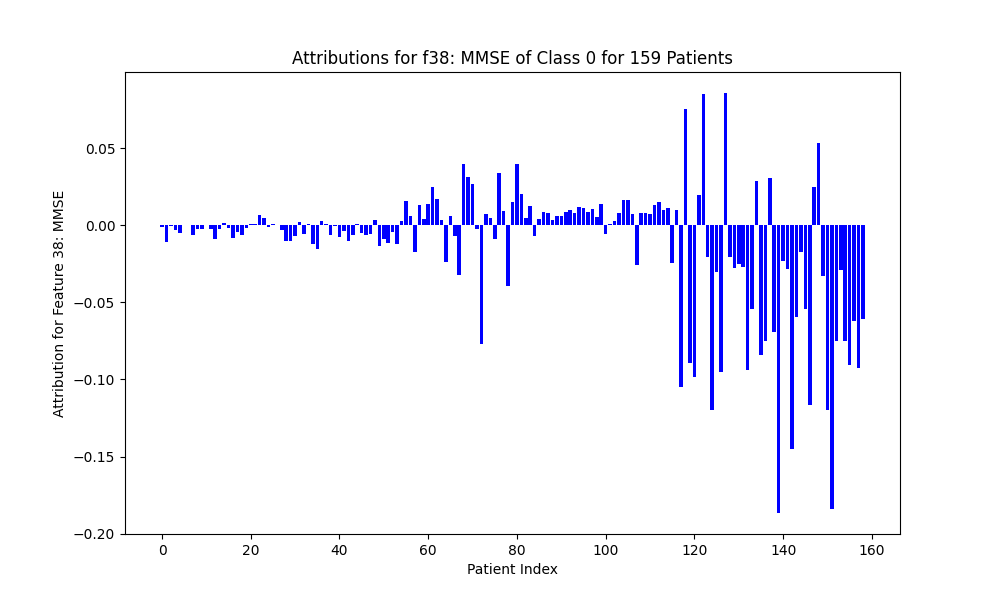 Attributions for f38: MMSE of Class 0 for 159 Patients
Attribution for Feature 38: MMSE
0.05
0.00
−0.05
−0.10
−0.15
−0.20
0 20 40 60 80 100 120 140 160
Patient Index